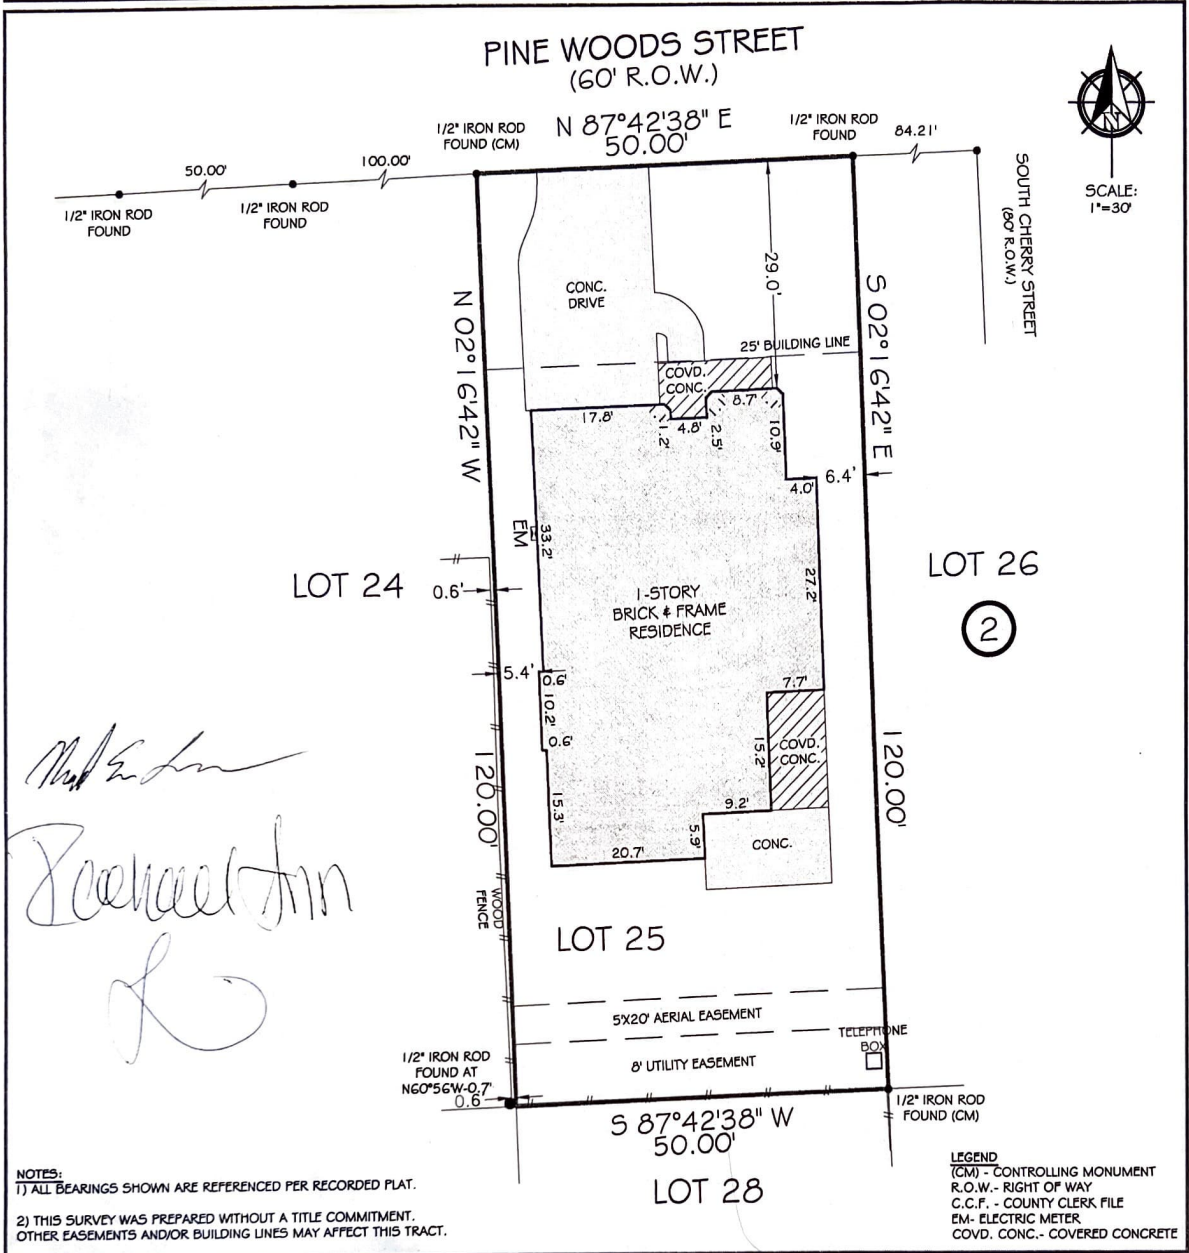 PINE WOODS STREET
(60' R.O.W.)
N 87°42'38" E
50.00'
1/2" IRON ROD
FOUND (CM)
1/2" IRON ROD
FOUND
84.21'
50.00'
100.00'
1/2" IRON ROD
FOUND
1/2" IRON ROD
FOUND
N
SCALE:
1"=30'
SOUTH CHERRY STREET
(80' R.O.W.)
CONC.
DRIVE
29.0'
N 02°16'42" W
S 02°16'42" E
25' BUILDING LINE
COVD.
CONC.
17.8'
1.2'
4.8'
2.5'
8.7'
10.9'
4.0'
6.4'
EM
33.2'
27.2'
LOT 24
0.6'
1-STORY
BRICK & FRAME
RESIDENCE
LOT 26
2
5.4'
0.6'
10.2'
0.6'
7.7'
15.2'
COVD.
CONC.
120.00'
120.00'
15.3'
9.2'
5.9'
20.7'
CONC.
WOOD
FENCE
LOT 25
5'X20' AERIAL EASEMENT
TELEPHONE
BOX
8' UTILITY EASEMENT
1/2" IRON ROD
FOUND AT
N60°56'W-0.7'
0.6'
1/2" IRON ROD
FOUND (CM)
S 87°42'38" W
50.00'
LOT 28
NOTES:
1) ALL BEARINGS SHOWN ARE REFERENCED PER RECORDED PLAT.
2) THIS SURVEY WAS PREPARED WITHOUT A TITLE COMMITMENT.
OTHER EASEMENTS AND/OR BUILDING LINES MAY AFFECT THIS TRACT.
LEGEND
(CM) - CONTROLLING MONUMENT
R.O.W.- RIGHT OF WAY
C.C.F. - COUNTY CLERK FILE
EM- ELECTRIC METER
COVD. CONC.- COVERED CONCRETE